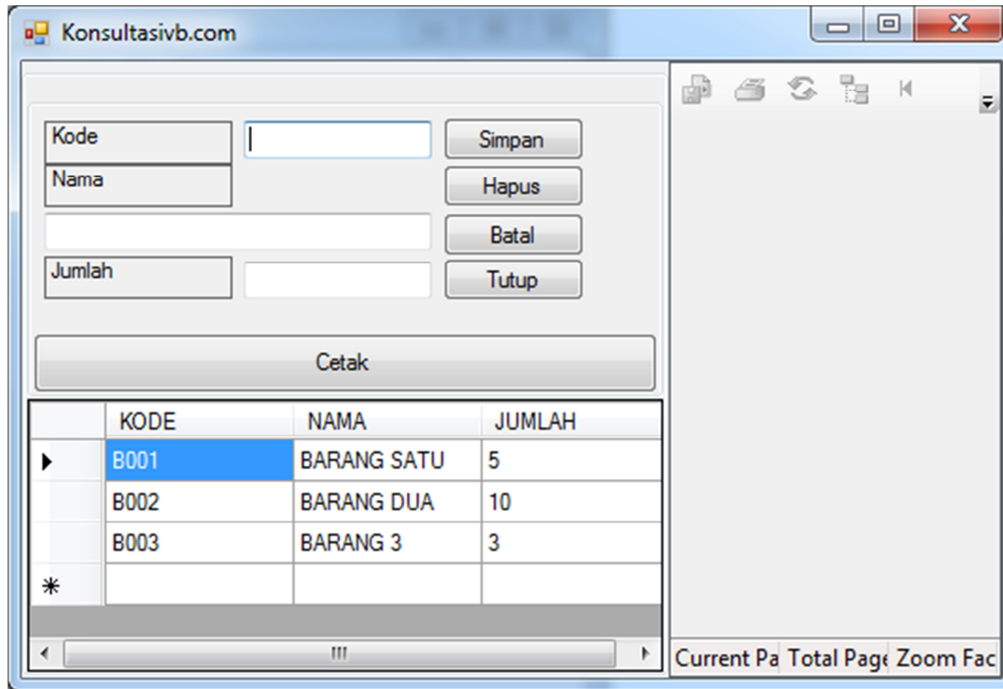 Konsultasivb.com
Kode
Simpan
Nama
Hapus
Batal
Jumlah
Tutup
Cetak
KODE NAMA JUMLAH
B001 BARANG SATU 5
B002 BARANG DUA 10
B003 BARANG 3 3
Current Pa Total Page Zoom Fac